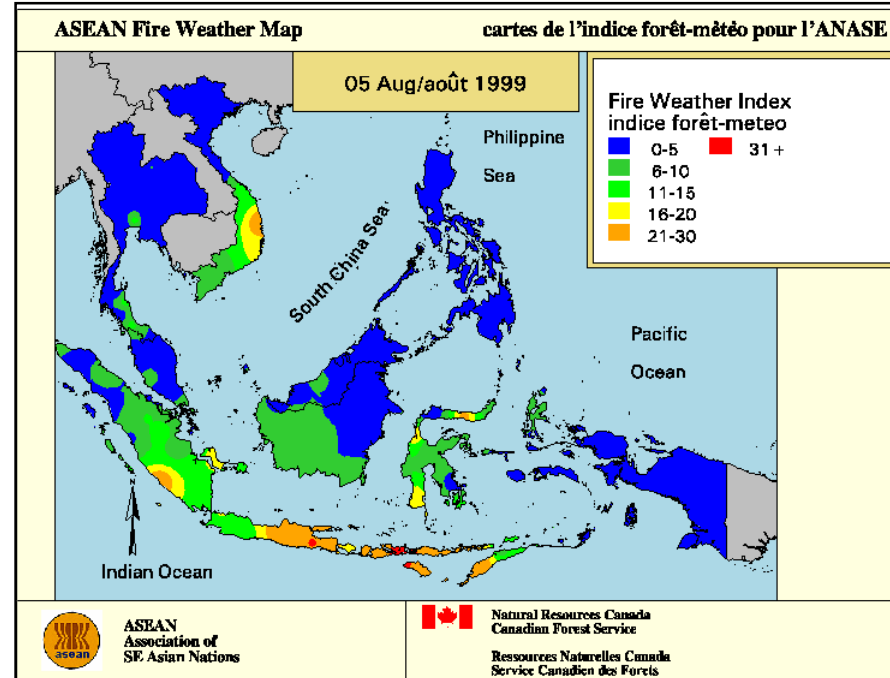 ASEAN Fire Weather Map
cartes de l'indice forêt-mètéo pour l'ANASE
05 Aug/août 1999
Fire Weather Index
indice forêt-meteo
0-5
31 +
6-10
11-15
16-20
21-30
Philippine
Sea
South China Sea
Pacific
Ocean
Indian Ocean
asean
ASEAN
Association of
SE Asian Nations
Natural Resources Canada
Canadian Forest Service
Ressources Naturelles Canada
Service Canadien des Forets